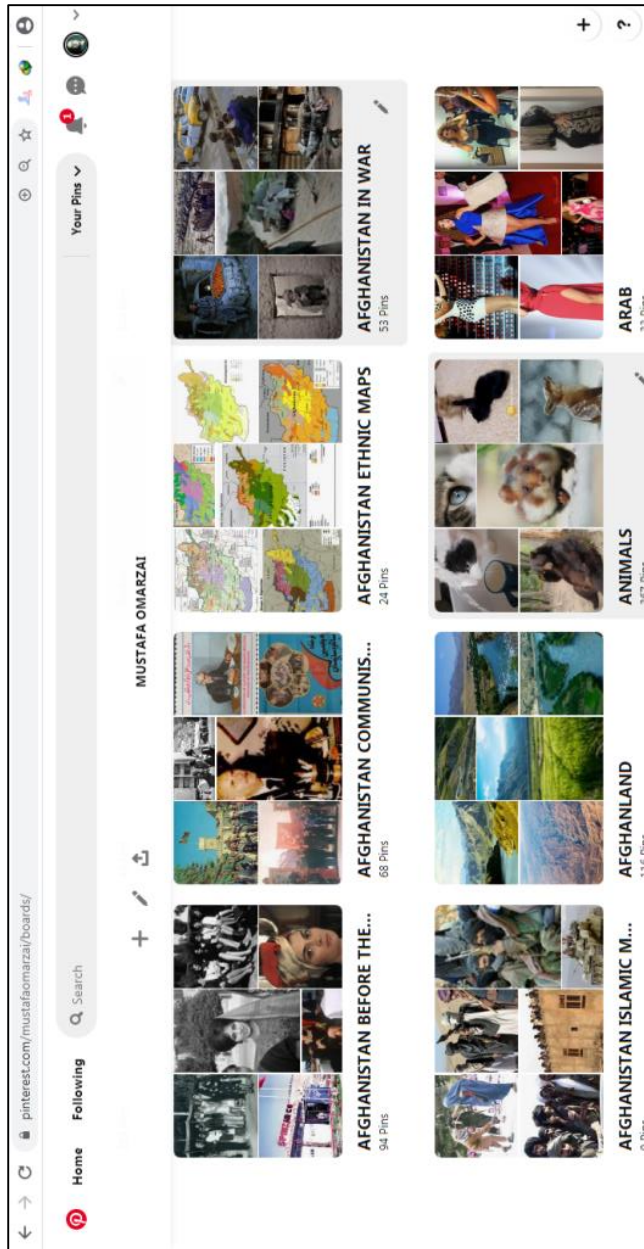 pinterest.com/mustafaomarzai/boards/
Home Following Search Your Pins
1
MUSTAFA OMARZAI
AFGHANISTAN BEFORE THE...
94 Pins
AFGHANISTAN COMMUNIS...
68 Pins
AFGHANISTAN ETHNIC MAPS
24 Pins
AFGHANISTAN IN WAR
53 Pins
AFGHANISTAN ISLAMIC M...
AFGHANLAND
ANIMALS
ARAB